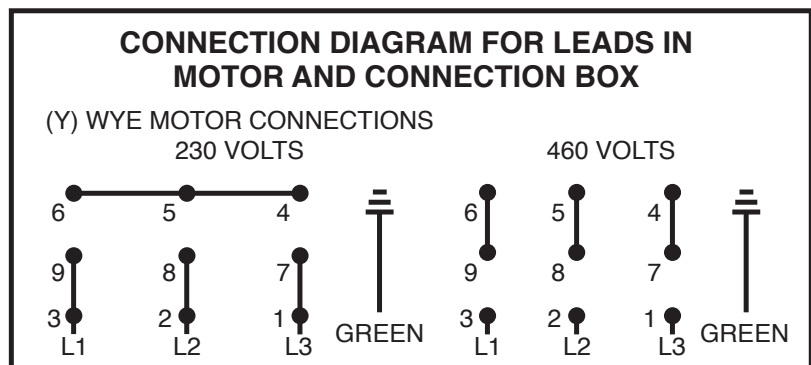 CONNECTION DIAGRAM FOR LEADS IN
MOTOR AND CONNECTION BOX
(Y) WYE MOTOR CONNECTIONS
230 VOLTS 460 VOLTS
6 5 4 6 5 4
9 8 7 9 8 7
3 2 1 GREEN 3 2 1 GREEN
L1 L2 L3 L1 L2 L3